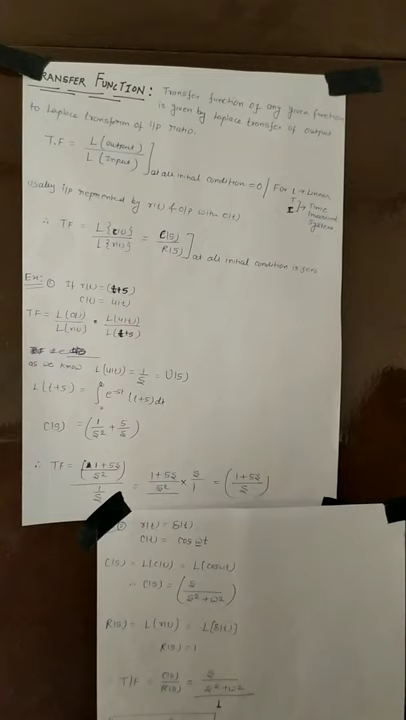 TRANSFER FUNCTION: Transfer function of any given function
is given by Laplace transfer of output
to Laplace transform of i/p ratio.
T.F = L(output) / L(Input) ] at all initial condition = 0 / For L → Linear
T I } → Time Invariant System
usally i/p represented by r(t) & o/p with c(t)
∴ TF = L{c(t)} / L{r(t)} = C(S) / R(S) ] at all initial condition is zero
Ex: ① If r(t) = (t+5)
c(t) = u(t)
TF = L(c(t)) / L(r(t)) = L(u(t)) / L(t+5)
as we know L(u(t)) = 1/S = U(S)
L(t+5) = ∫ e^-st (t+5)dt
C(S) = (1/S² + 5/S)
∴ TF = ((1+5S)/S²) / (1/S) = (1+5S)/S² × S/1 = ((1+5S)/S)
② r(t) = δ(t)
c(t) = cos ωt
C(S) = L(c(t)) = L(cosωt)
∴ C(S) = (S / (S²+ω²))
R(S) = L(r(t)) = L[δ(t)]
R(S) = 1
T/F = C(S)/R(S) = (S/(S²+ω²)) / 1